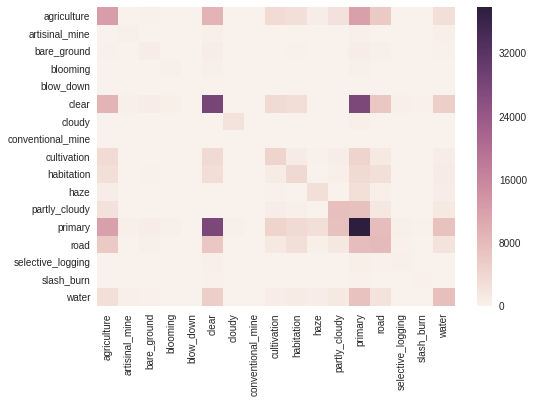 agriculture
artisinal_mine
bare_ground
blooming
blow_down
clear
cloudy
conventional_mine
cultivation
habitation
haze
partly_cloudy
primary
road
selective_logging
slash_burn
water
32000
24000
16000
8000
0
agriculture
artisinal_mine
bare_ground
blooming
blow_down
clear
cloudy
conventional_mine
cultivation
habitation
haze
partly_cloudy
primary
road
selective_logging
slash_burn
water